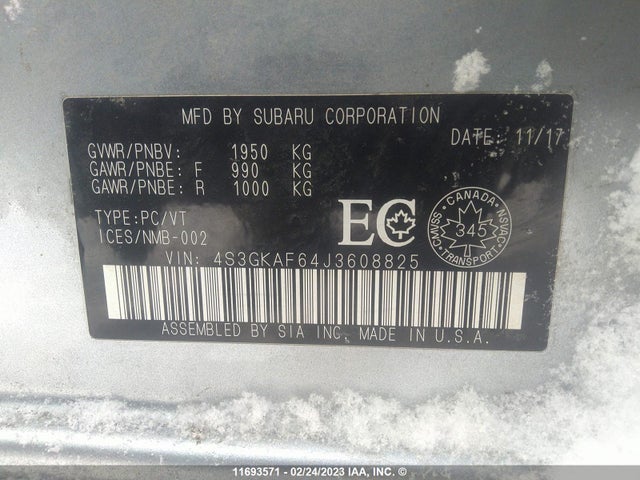 MFD BY SUBARU CORPORATION
DATE: 11/17
GVWR/PNBV: 1950 KG
GAWR/PNBE: F 990 KG
GAWR/PNBE: R 1000 KG
TYPE:PC/VT
ICES/NMB-002
EC
CANADA
CMVSS 345 NSVAC
TRANSPORT
VIN: 4S3GKAF64J3608825
ASSEMBLED BY SIA INC, MADE IN U.S.A.
11693571 - 02/24/2023 IAA, INC. ©